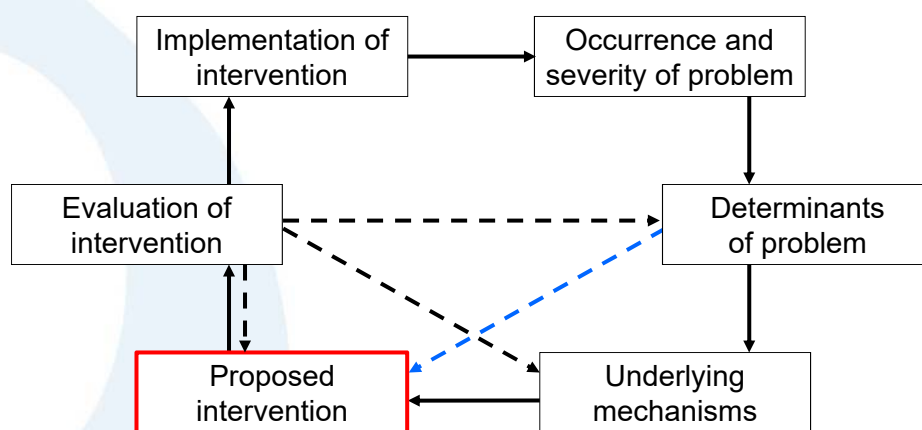 Implementation of
intervention
Occurrence and
severity of problem
Evaluation of
intervention
Determinants
of problem
Proposed
intervention
Underlying
mechanisms